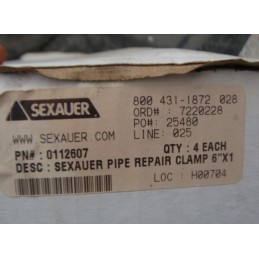 SEXAUER
800 431-1872 028
ORD# : 7220228
PO#: 25480
LINE: 025
WWW.SEXAUER.COM
PN# : 0112607
QTY : 4 EACH
DESC : SEXAUER PIPE REPAIR CLAMP 6"X1
LOC : H00704